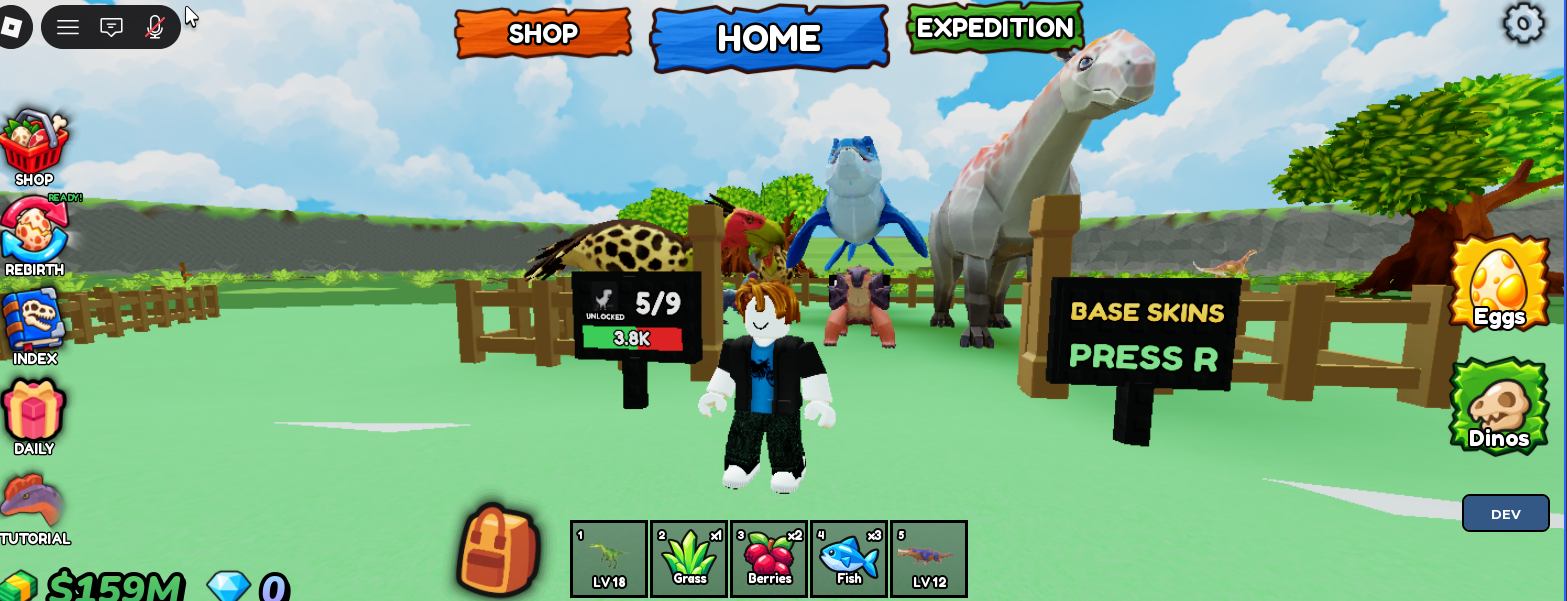 SHOP
HOME
EXPEDITION
SHOP
READY!
REBIRTH
INDEX
DAILY
TUTORIAL
$159M
0
5/9
UNLOCKED
3.8K
BASE SKINS
PRESS R
Eggs
Dinos
DEV
1
LV 18
2
x1
Grass
3
x2
Berries
4
x3
Fish
5
LV 12